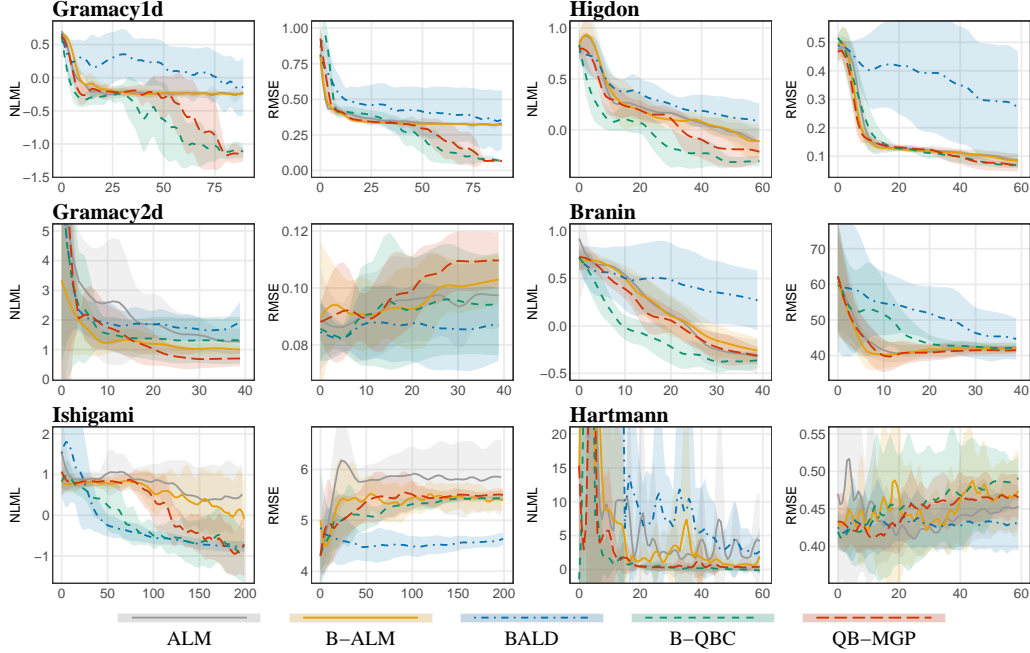 Gramacy1d
Higdon
NLML
0.5
0.0
−0.5
−1.0
−1.5
0 25 50 75
RMSE
1.00
0.75
0.50
0.25
0.00
0 25 50 75
NLML
1.0
0.5
0.0
0 20 40 60
RMSE
0.5
0.4
0.3
0.2
0.1
0 20 40 60
Gramacy2d
Branin
NLML
5
4
3
2
1
0
0 10 20 30 40
RMSE
0.12
0.10
0.08
0 10 20 30 40
NLML
1.0
0.5
0.0
−0.5
0 10 20 30 40
RMSE
70
60
50
40
0 10 20 30 40
Ishigami
Hartmann
NLML
2
1
0
−1
0 50 100 150 200
RMSE
6
5
4
0 50 100 150 200
NLML
20
15
10
5
0
0 20 40 60
RMSE
0.55
0.50
0.45
0.40
0 20 40 60
ALM B−ALM BALD B−QBC QB−MGP